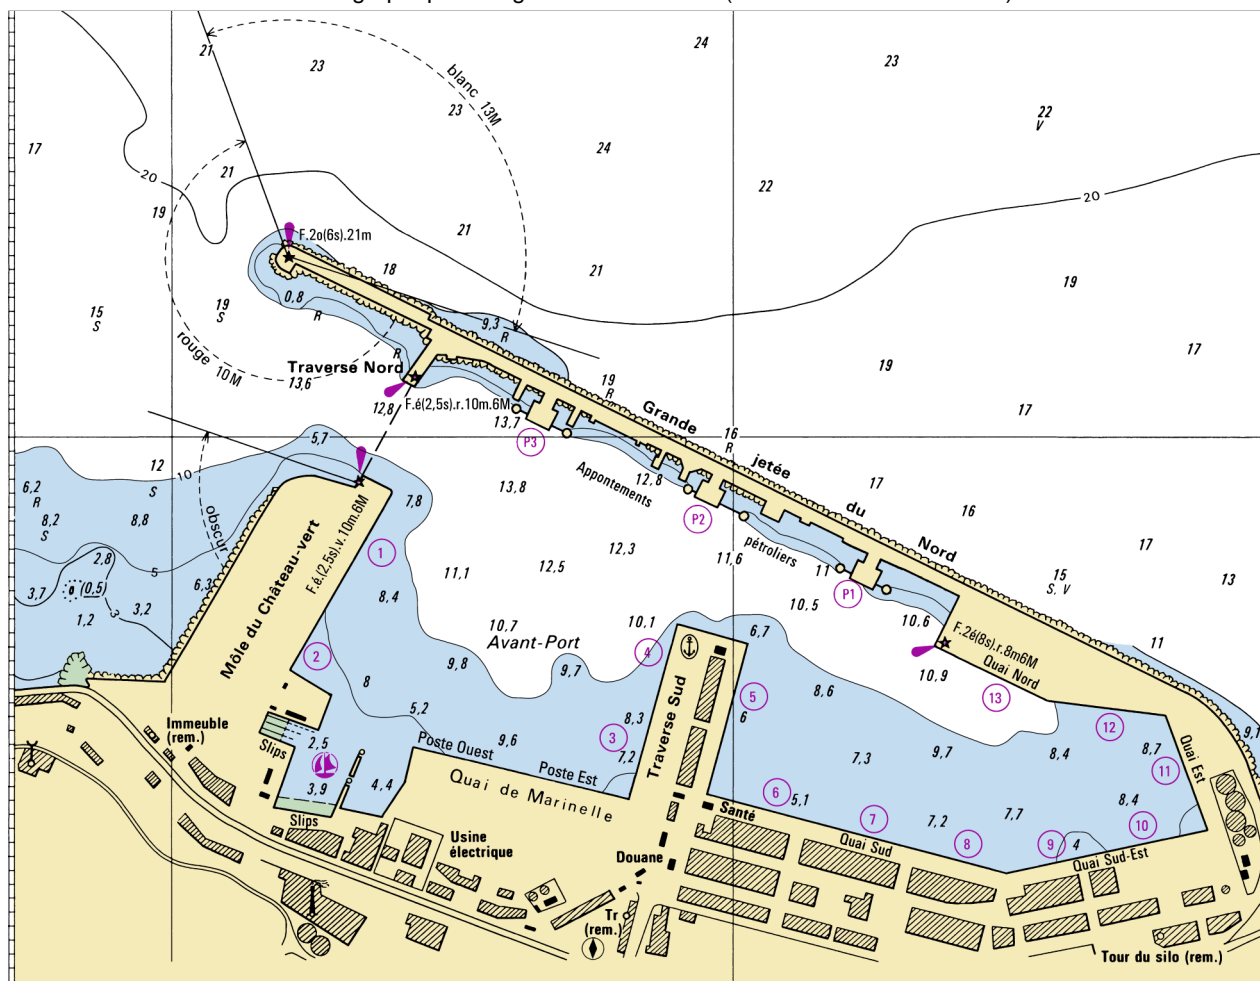 21
23
24
23
blanc 13M
23
22
V
17
24
20
21
22
20
19
F.2o(6s).21m
21
18
21
19
0,8
15
S
19
S
R
9,3
R
17
rouge 10M
R
Traverse Nord
13,6
19
R
19
12,8
F.é(2,5s).r.10m.6M
13,7
Grande
17
P3
16
R
jetée
5,7
12
S
10
6,2
R
8,2
S
8,8
obscur
13,8
Appontements
12,8
17
du
7,8
P2
16
Nord
Môle du Château-vert
F.é.(2,5s).v. 10m.6M
1
12,3
pétroliers
11,6
17
2,8
5
11,1
12,5
11
15
S, V
13
3,7
(0,5)
6,3
8,4
P1
3
3,2
1,2
10,5
10,7
10,1
10,6
Avant-Port
6,7
F.2é(8s).r.8m6M
11
2
4
9,8
9,7
10,9
Quai Nord
8
8,6
5
13
5,2
8,3
6
12
9,1
Immeuble
(rem.)
Slips
2,5
Poste Ouest
9,6
3
7,2
Traverse Sud
7,3
9,7
8,4
8,7
Quai Est
11
3,9
4,4
Poste Est
Quai de Marinelle
6
5,1
8,4
Slips
Santé
7
7,2
7,7
10
Usine
électrique
Quai Sud
8
9
4
Quai Sud-Est
Douane
Tr
(rem.)
Tour du silo (rem.)